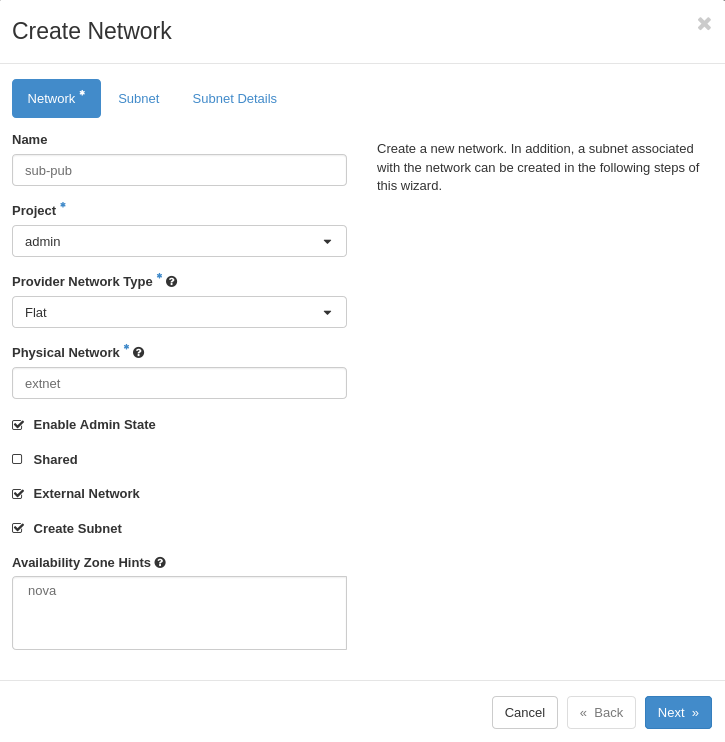 Create Network
✖
Network *
Subnet
Subnet Details
Name
sub-pub
Create a new network. In addition, a subnet associated
with the network can be created in the following steps of
this wizard.
Project *
admin
Provider Network Type * ?
Flat
Physical Network * ?
extnet
Enable Admin State
Shared
External Network
Create Subnet
Availability Zone Hints ?
nova
Cancel
« Back
Next »